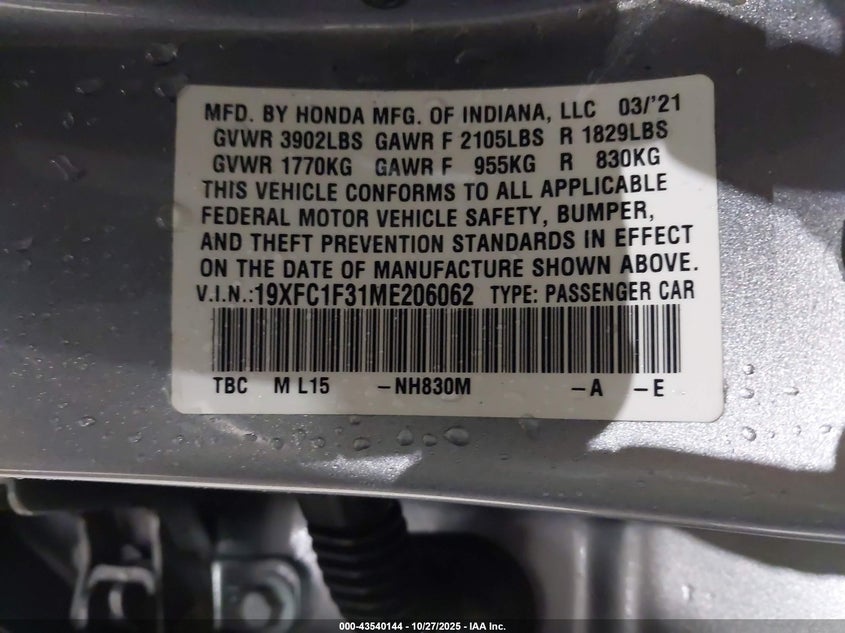 MFD. BY HONDA MFG. OF INDIANA, LLC 03/'21
GVWR 3902LBS GAWR F 2105LBS R 1829LBS
GVWR 1770KG GAWR F 955KG R 830KG
THIS VEHICLE CONFORMS TO ALL APPLICABLE
FEDERAL MOTOR VEHICLE SAFETY, BUMPER,
AND THEFT PREVENTION STANDARDS IN EFFECT
ON THE DATE OF MANUFACTURE SHOWN ABOVE.
V.I.N.:19XFC1F31ME206062 TYPE: PASSENGER CAR
TBC M L15 –NH830M –A –E
000-43540144 - 10/27/2025 - IAA Inc.